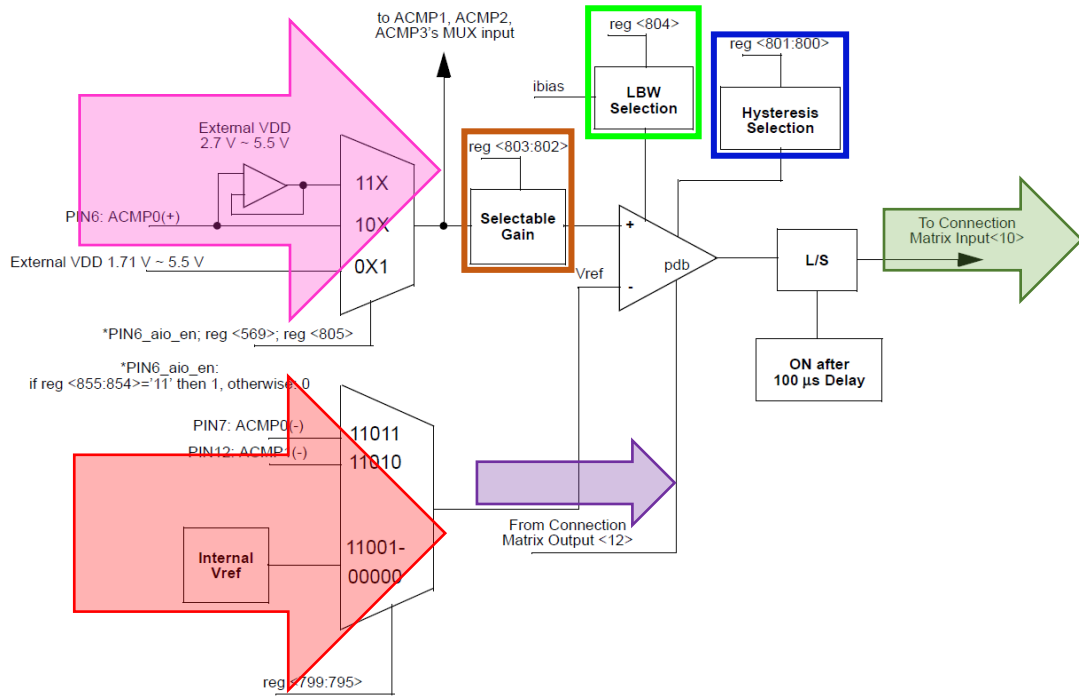 to ACMP1, ACMP2,
ACMP3's MUX input
reg <804>
LBW
Selection
ibias
reg <801:800>
Hysteresis
Selection
External VDD
2.7 V ~ 5.5 V
reg <803:802>
Selectable
Gain
11X
PIN6: ACMP0(+)
10X
External VDD 1.71 V ~ 5.5 V
0X1
+
Vref
-
pdb
L/S
To Connection
Matrix Input<10>
*PIN6_aio_en; reg <569>; reg <805>
ON after
100 µs Delay
*PIN6_aio_en:
if reg <855:854>='11' then 1, otherwise: 0
PIN7: ACMP0(-)
11011
PIN12: ACMP1(-)
11010
From Connection
Matrix Output <12>
Internal
Vref
11001-
00000
reg <799:795>